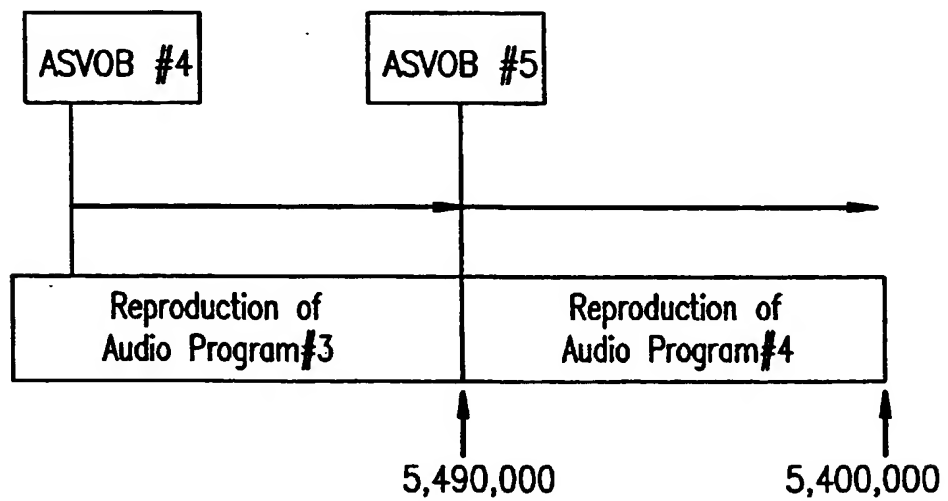 ASVOB #4
ASVOB #5
Reproduction of
Audio Program#3
Reproduction of
Audio Program#4
5,490,000
5,400,000